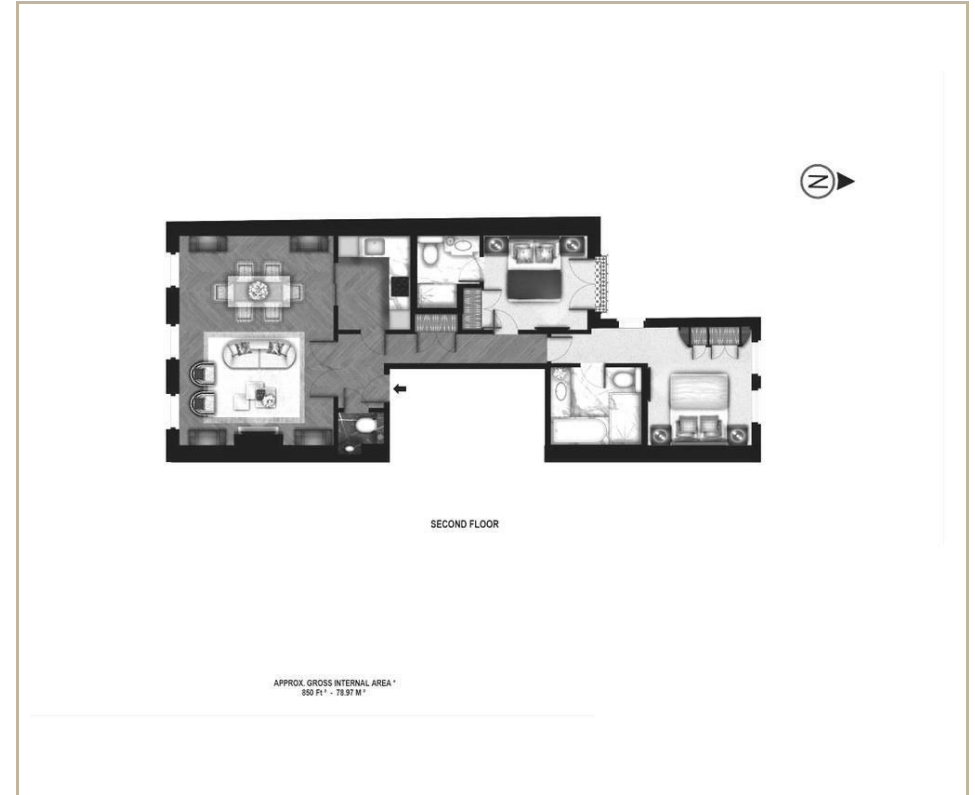 N
SECOND FLOOR
APPROX. GROSS INTERNAL AREA *
850 Ft ² - 78.97 M ²